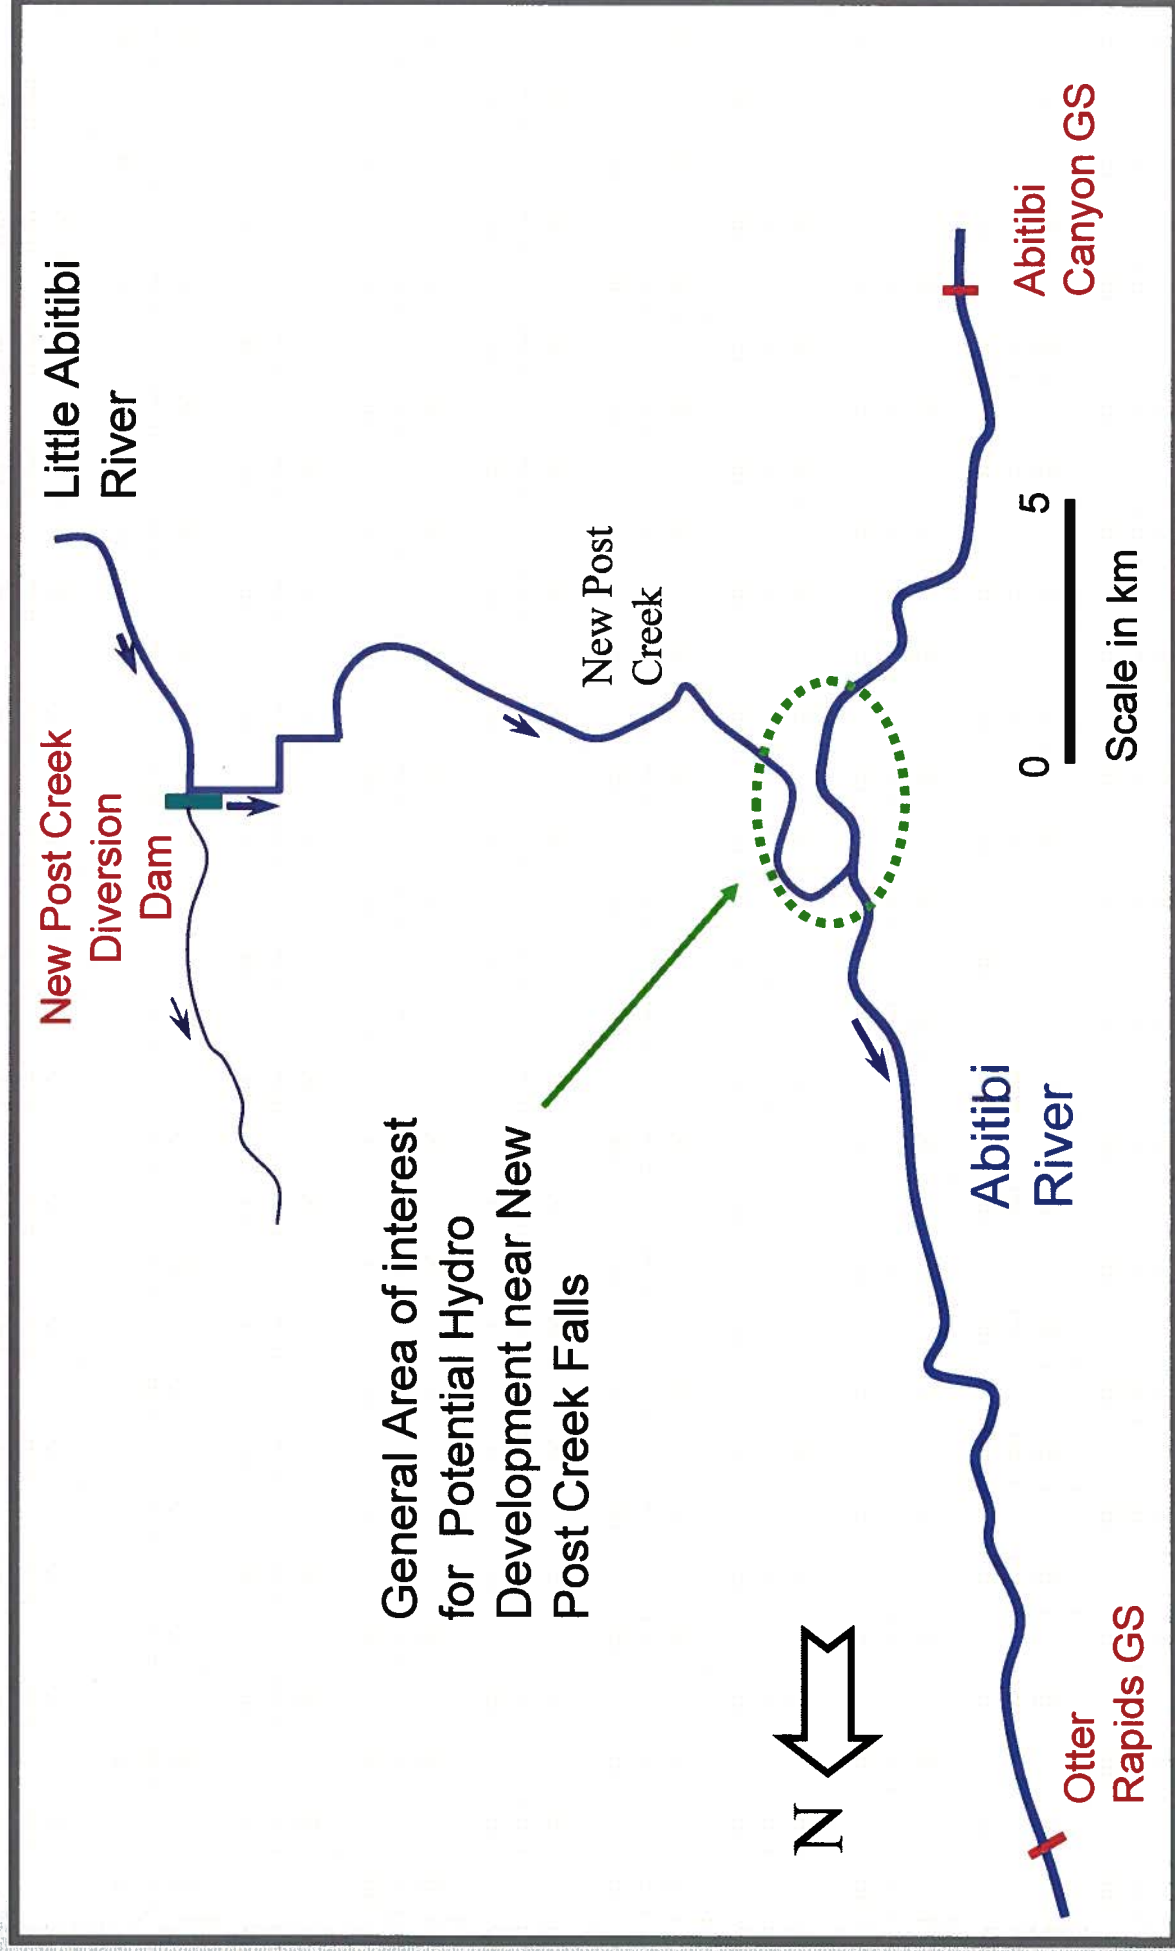 Little Abitibi
River
New Post Creek
Diversion
Dam
New Post
Creek
General Area of interest
for Potential Hydro
Development near New
Post Creek Falls
Abitibi
Canyon GS
0
5
Scale in km
Abitibi
River
N
Otter
Rapids GS